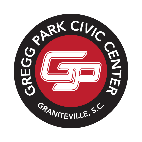 GREGG PARK CIVIC CENTER
GP
GRANITEVILLE, S.C.